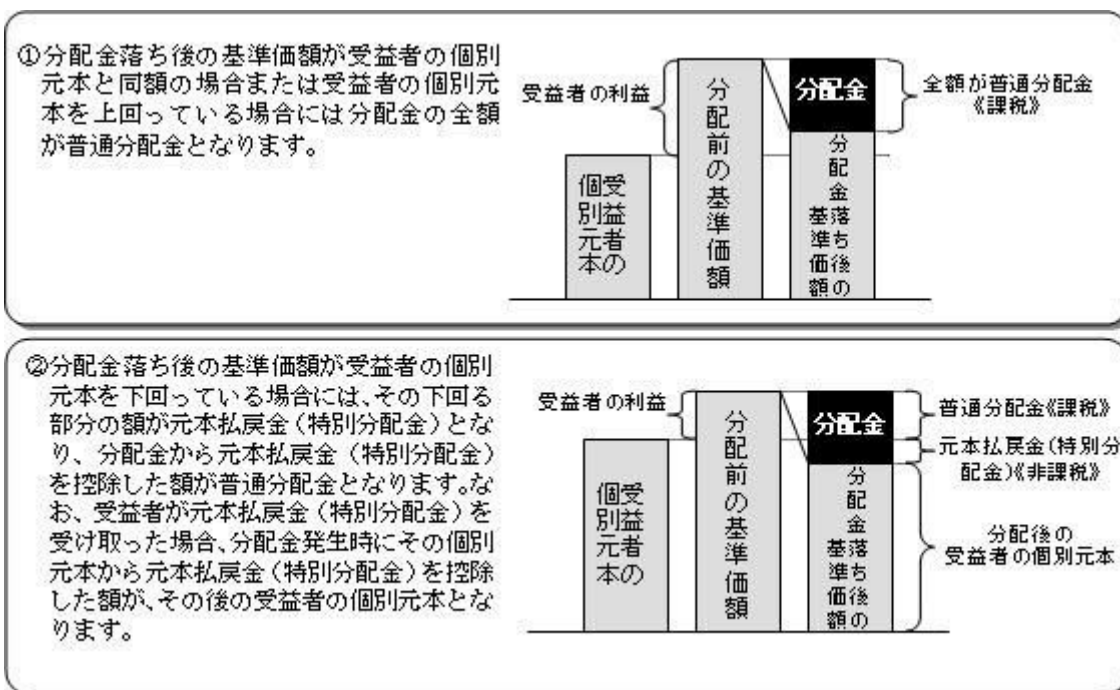 ①分配金落ち後の基準価額が受益者の個別
元本と同額の場合または受益者の個別元
本を上回っている場合には分配金の全額
が普通分配金となります。
受益者の利益
受益者の
個別元本
分配前の基準価額
分配金
分配金落ち後の
基準価額
全額が普通分配金
《課税》
②分配金落ち後の基準価額が受益者の個別
元本を下回っている場合には、その下回る
部分の額が元本払戻金(特別分配金)とな
り、分配金から元本払戻金(特別分配金)
を控除した額が普通分配金となります。な
お、受益者が元本払戻金(特別分配金)を
受け取った場合、分配金発生時にその個別
元本から元本払戻金(特別分配金)を控除
した額が、その後の受益者の個別元本とな
ります。
受益者の利益
受益者の
個別元本
分配前の基準価額
分配金
分配金落ち後の
基準価額
普通分配金《課税》
元本払戻金(特別分
配金)《非課税》
分配後の
受益者の個別元本